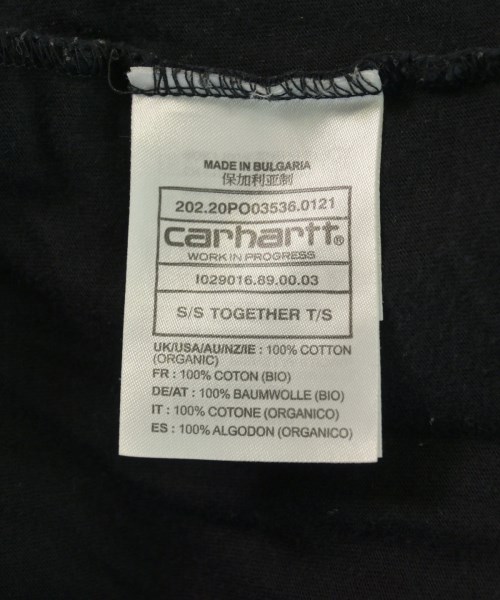 MADE IN BULGARIA
保加利亚制
202.20PO03536.0121
carhartt®
WORK IN PROGRESS
I029016.89.00.03
S/S TOGETHER T/S
UK/USA/AU/NZ/IE : 100% COTTON
(ORGANIC)
FR : 100% COTON (BIO)
DE/AT : 100% BAUMWOLLE (BIO)
IT : 100% COTONE (ORGANICO)
ES : 100% ALGODON (ORGANICO)